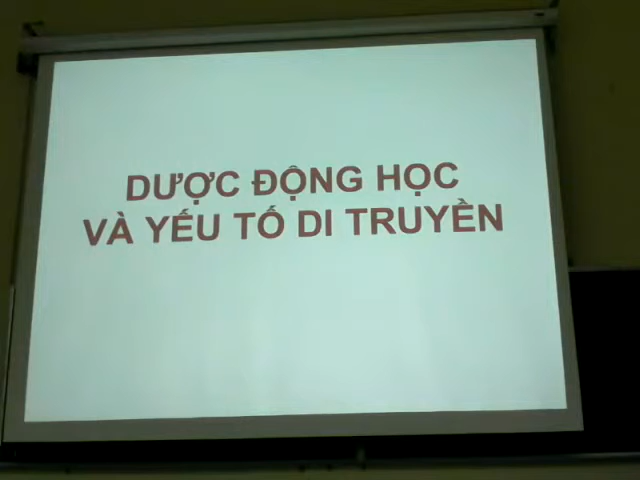 DƯỢC ĐỘNG HỌC
VÀ YẾU TỐ DI TRUYỀN